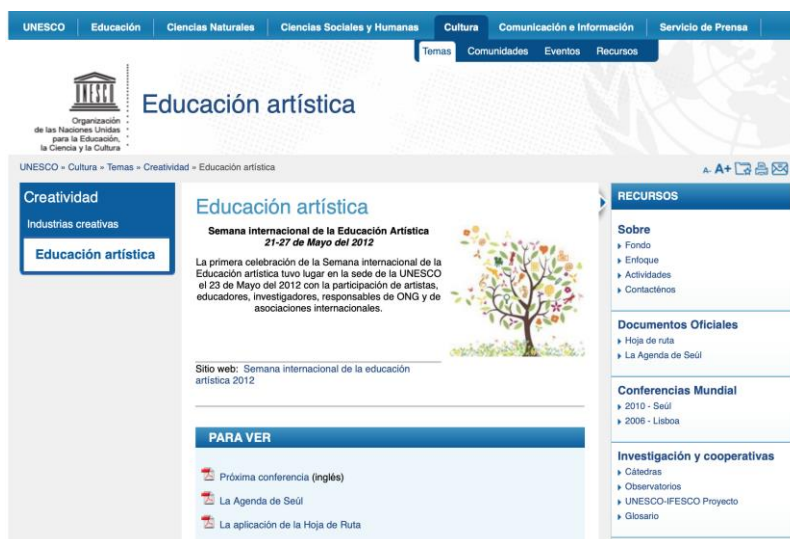 UNESCO Educación Ciencias Naturales Ciencias Sociales y Humanas Cultura Comunicación e Información Servicio de Prensa
Temas Comunidades Eventos Recursos
UNESCO
Organización
de las Naciones Unidas
para la Educación,
la Ciencia y la Cultura
Educación artística
UNESCO » Cultura » Temas » Creatividad » Educación artística
A- A+
Creatividad
Industrias creativas
Educación artística
Educación artística
Semana internacional de la Educación Artística
21-27 de Mayo del 2012
La primera celebración de la Semana internacional de la
Educación artística tuvo lugar en la sede de la UNESCO
el 23 de Mayo del 2012 con la participación de artistas,
educadores, investigadores, responsables de ONG y de
asociaciones internacionales.
Sitio web: Semana internacional de la educación
artística 2012
PARA VER
Próxima conferencia (inglés)
La Agenda de Seúl
La aplicación de la Hoja de Ruta
RECURSOS
Sobre
Fondo
Enfoque
Actividades
Contacténos
Documentos Oficiales
Hoja de ruta
La Agenda de Seúl
Conferencias Mundial
2010 - Seúl
2006 - Lisboa
Investigación y cooperativas
Cátedras
Observatorios
UNESCO-IFESCO Proyecto
Glosario